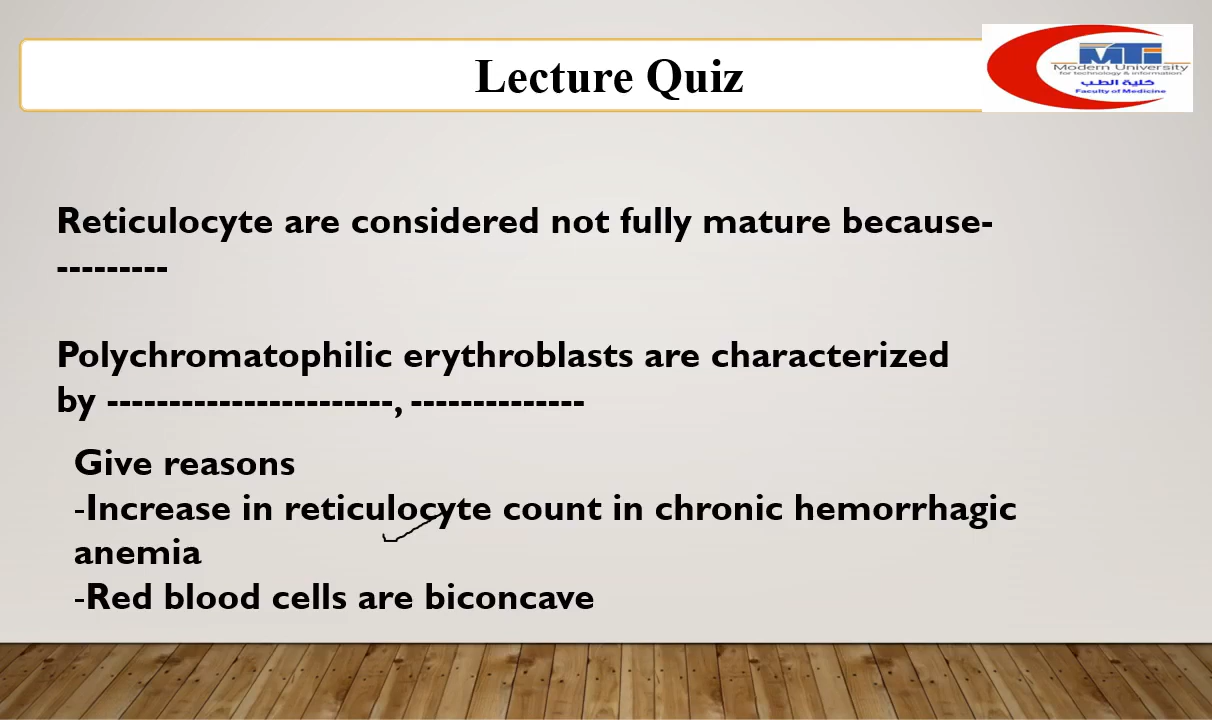 Lecture Quiz
MTI
Modern University
for technology & information
كلية الطب
Faculty of Medicine
Reticulocyte are considered not fully mature because-
---------
Polychromatophilic erythroblasts are characterized
by -----------------------, --------------
Give reasons
-Increase in reticulocyte count in chronic hemorrhagic
anemia
-Red blood cells are biconcave